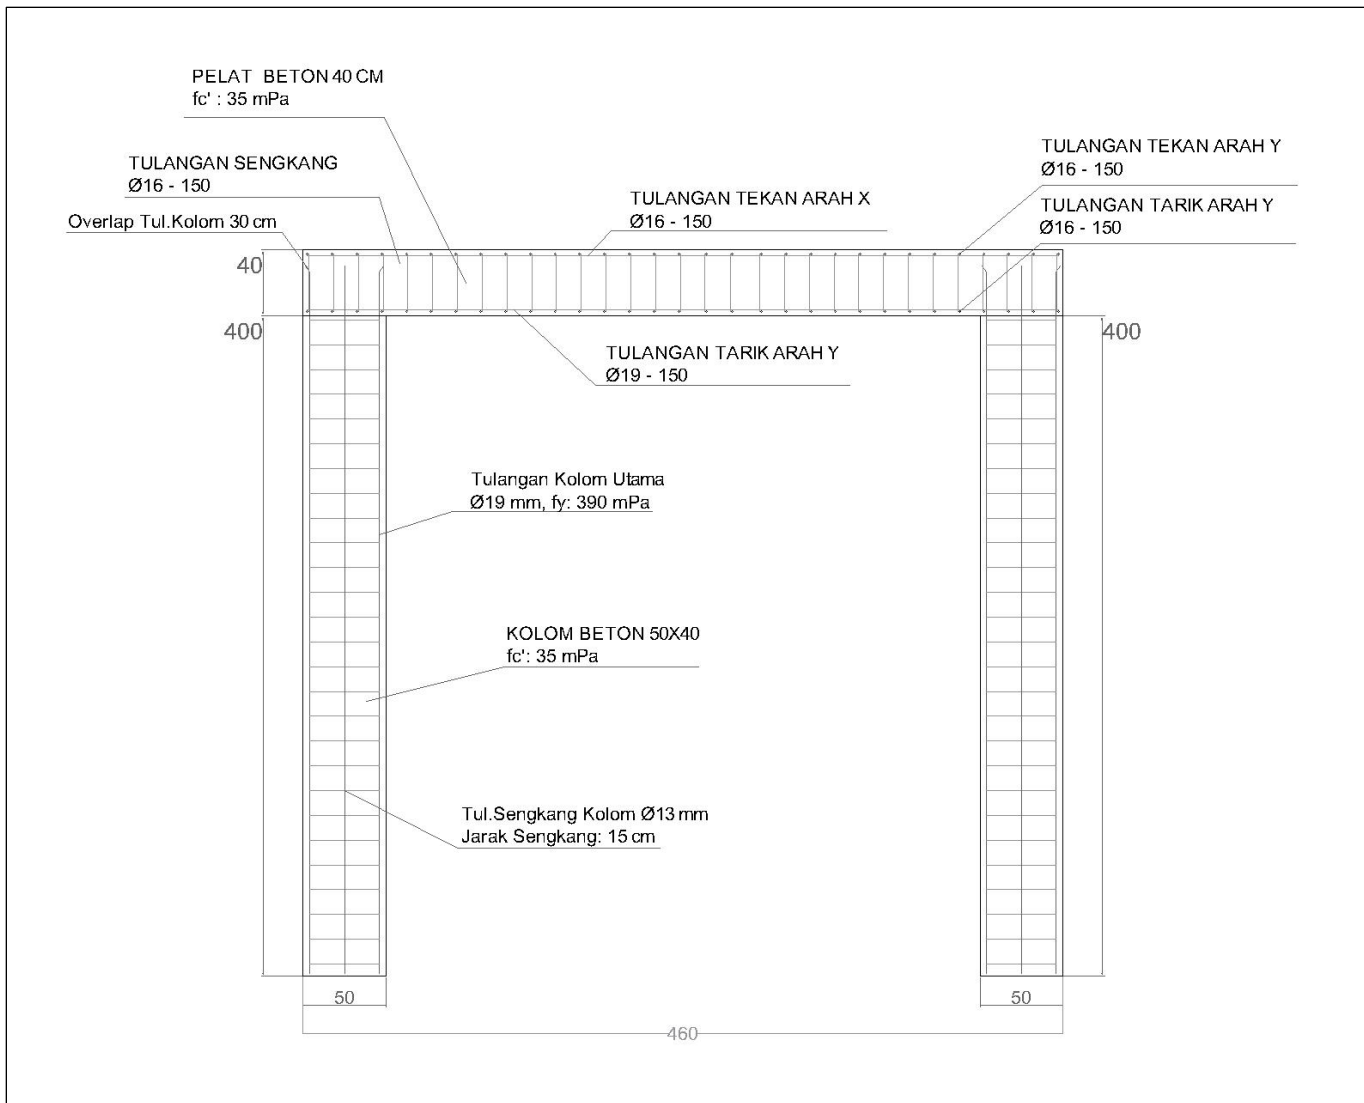 PELAT BETON 40 CM
fc' : 35 mPa
TULANGAN SENGKANG
Ø16 - 150
Overlap Tul.Kolom 30 cm
TULANGAN TEKAN ARAH X
Ø16 - 150
TULANGAN TEKAN ARAH Y
Ø16 - 150
TULANGAN TARIK ARAH Y
Ø16 - 150
40
400
400
TULANGAN TARIK ARAH Y
Ø19 - 150
Tulangan Kolom Utama
Ø19 mm, fy: 390 mPa
KOLOM BETON 50X40
fc': 35 mPa
Tul.Sengkang Kolom Ø13 mm
Jarak Sengkang: 15 cm
50
50
460